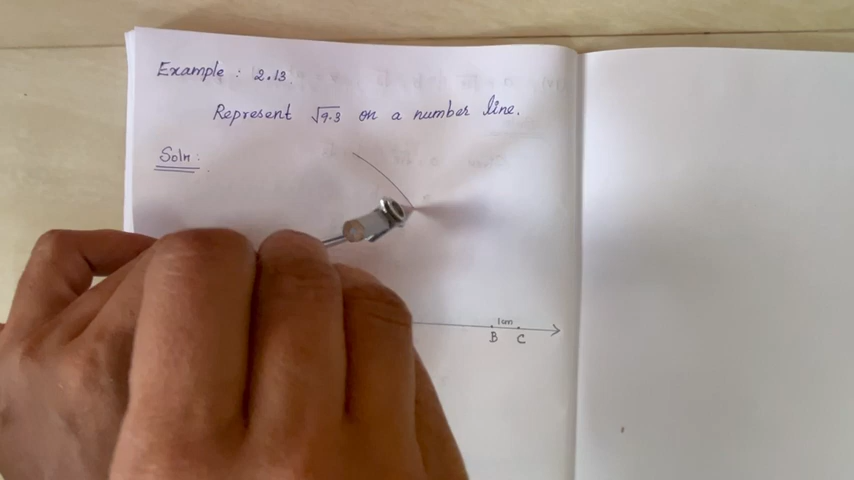 Example : 2.13.
Represent √9.3 on a number line.
Soln:
1cm
B C